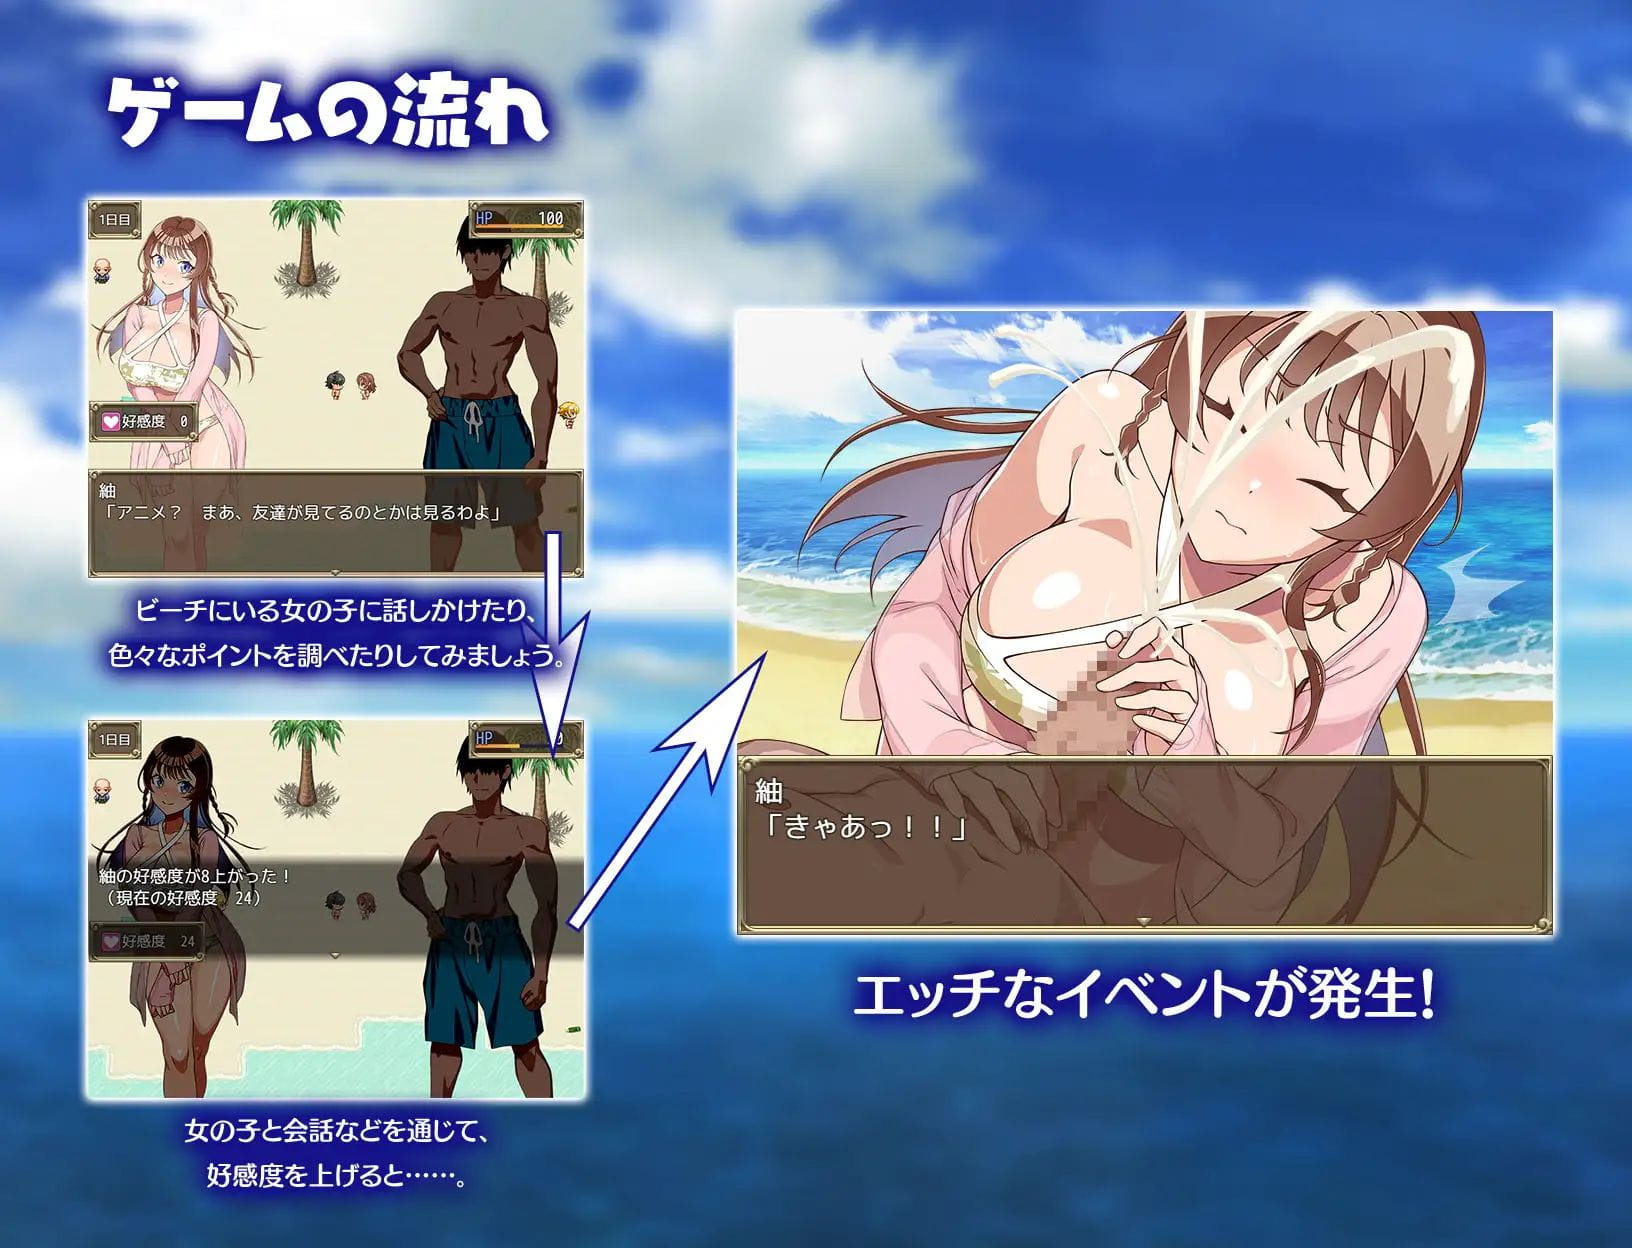 ゲームの流れ
1日目
HP 100
好感度 0
紬
「アニメ？ まあ、友達が見てるのとかは見るわよ」
ビーチにいる女の子に話しかけたり、
色々なポイントを調べたりしてみましょう。
1日目
HP
紬の好感度が8上がった！
（現在の好感度 24）
好感度 24
女の子と会話などを通じて、
好感度を上げると……。
紬
「きゃあっ！！」
エッチなイベントが発生!